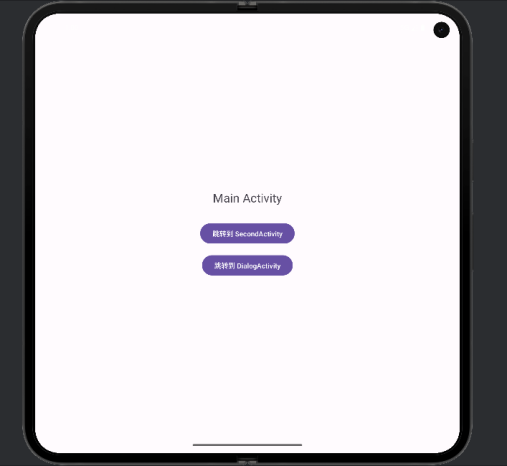 Main Activity
跳转到 SecondActivity
跳转到 DialogActivity